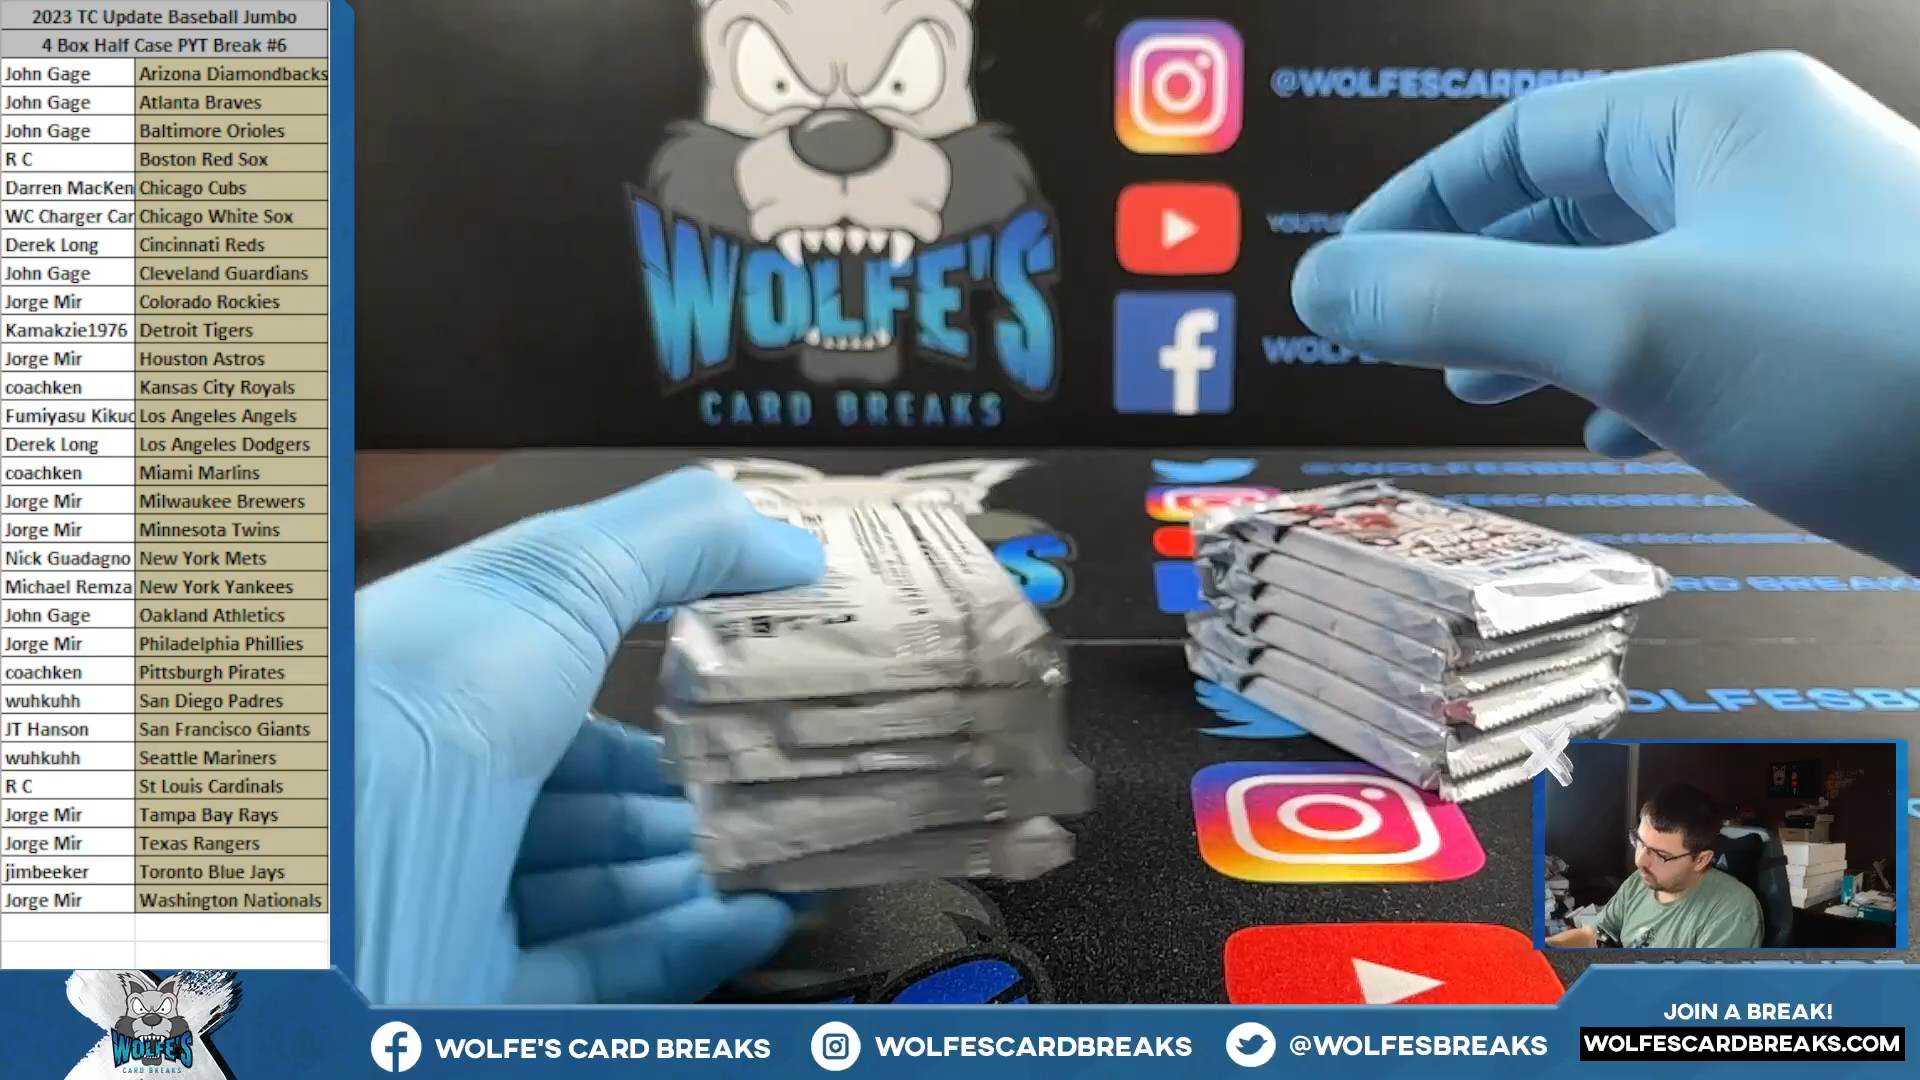 2023 TC Update Baseball Jumbo
4 Box Half Case PYT Break #6
John Gage Arizona Diamondbacks
John Gage Atlanta Braves
John Gage Baltimore Orioles
R C Boston Red Sox
Darren MacKen Chicago Cubs
WC Charger Car Chicago White Sox
Derek Long Cincinnati Reds
John Gage Cleveland Guardians
Jorge Mir Colorado Rockies
Kamakzie1976 Detroit Tigers
Jorge Mir Houston Astros
coachken Kansas City Royals
Fumiyasu Kikuc Los Angeles Angels
Derek Long Los Angeles Dodgers
coachken Miami Marlins
Jorge Mir Milwaukee Brewers
Jorge Mir Minnesota Twins
Nick Guadagno New York Mets
Michael Remza New York Yankees
John Gage Oakland Athletics
Jorge Mir Philadelphia Phillies
coachken Pittsburgh Pirates
wuhkuhh San Diego Padres
JT Hanson San Francisco Giants
wuhkuhh Seattle Mariners
R C St Louis Cardinals
Jorge Mir Tampa Bay Rays
Jorge Mir Texas Rangers
jimbeeker Toronto Blue Jays
Jorge Mir Washington Nationals
WOLFE'S
CARD BREAKS
@WOLFESCARDBRE
WOLFE'S
CARD BREAKS
WOLFE'S CARD BREAKS
WOLFESCARDBREAKS
@WOLFESBREAKS
JOIN A BREAK!
WOLFESCARDBREAKS.COM